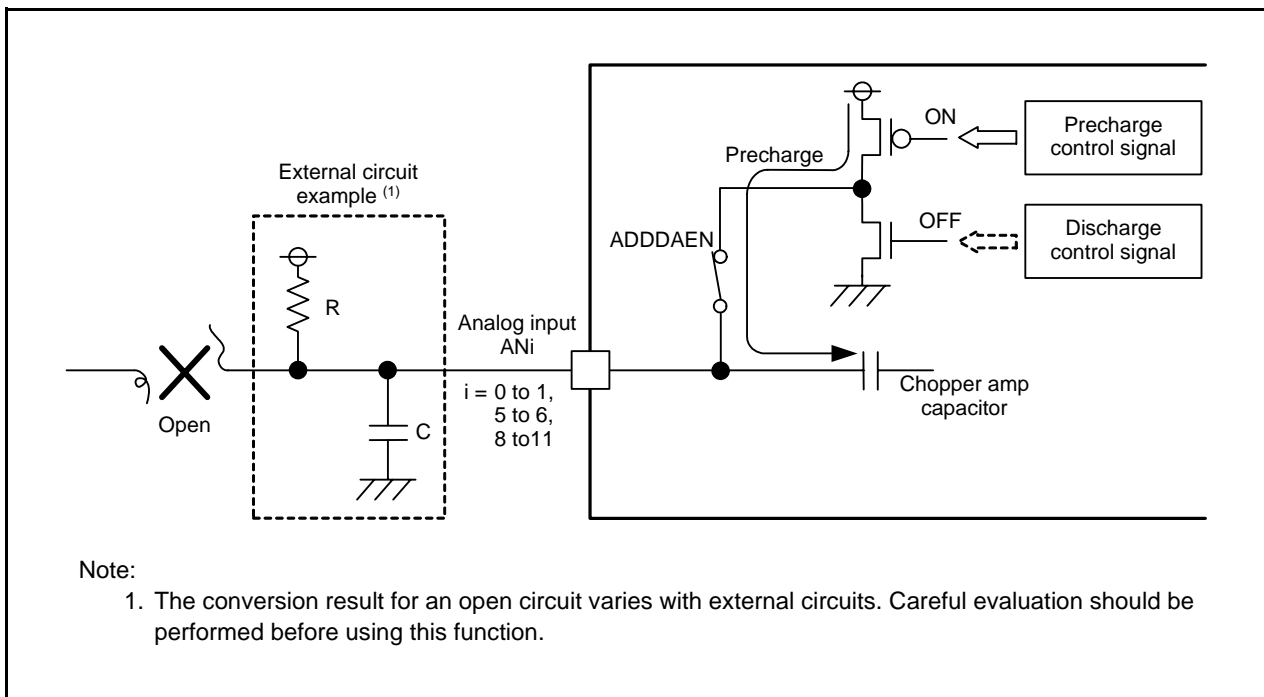 External circuit
example (1)
R
C
Open
Analog input
ANi
i = 0 to 1,
5 to 6,
8 to11
ADDDAEN
Precharge
ON
Precharge
control signal
OFF
Discharge
control signal
Chopper amp
capacitor
Note:
1. The conversion result for an open circuit varies with external circuits. Careful evaluation should be
performed before using this function.